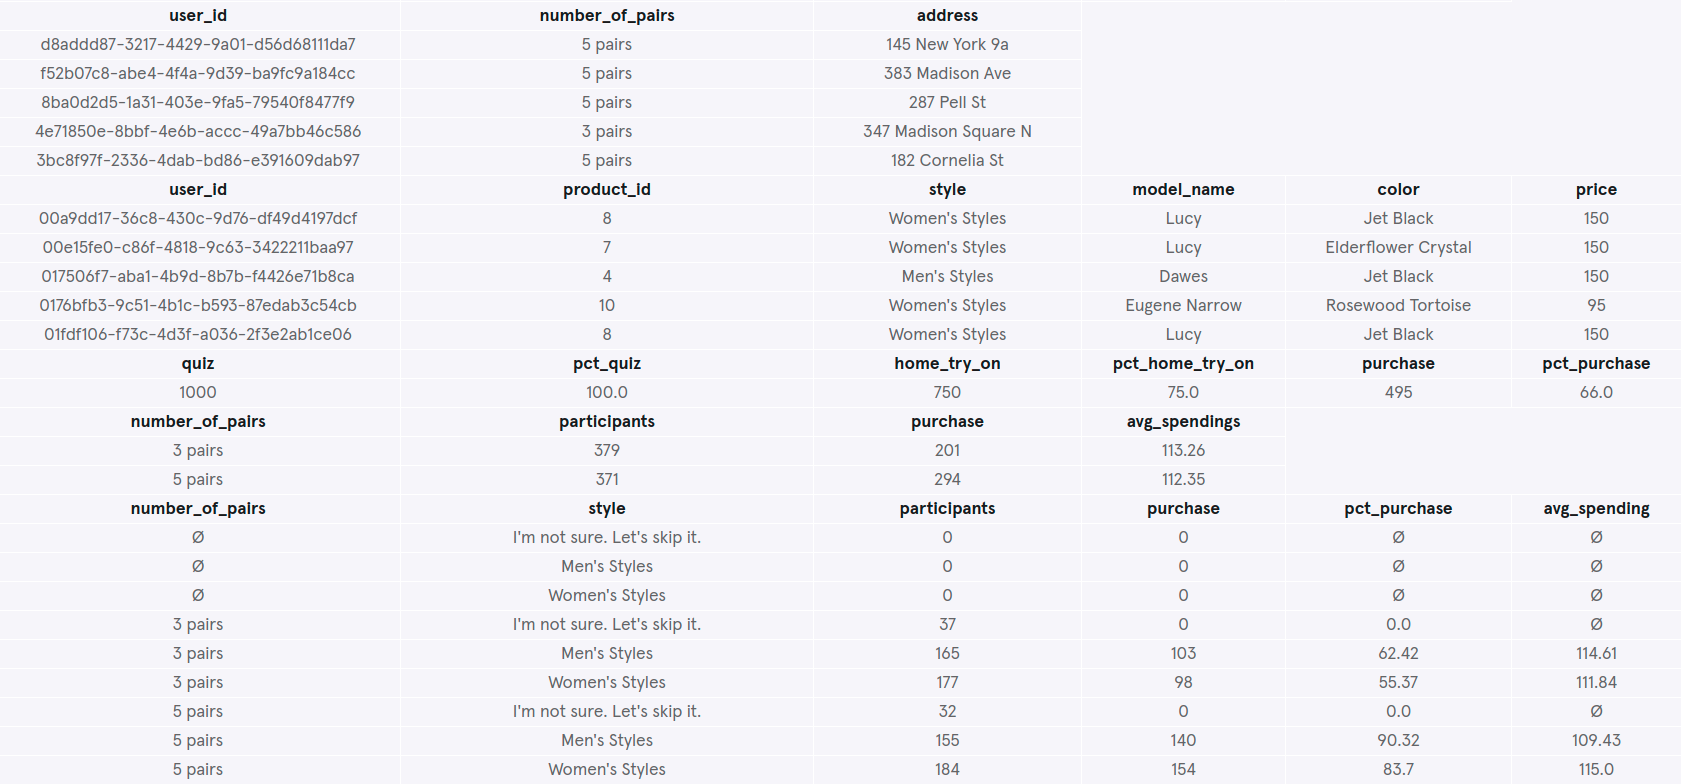 user_id number_of_pairs address
d8addd87-3217-4429-9a01-d56d68111da7 5 pairs 145 New York 9a
f52b07c8-abe4-4f4a-9d39-ba9fc9a184cc 5 pairs 383 Madison Ave
8ba0d2d5-1a31-403e-9fa5-79540f8477f9 5 pairs 287 Pell St
4e71850e-8bbf-4e6b-accc-49a7bb46c586 3 pairs 347 Madison Square N
3bc8f97f-2336-4dab-bd86-e391609dab97 5 pairs 182 Cornelia St
user_id product_id style model_name color price
00a9dd17-36c8-430c-9d76-df49d4197dcf 8 Women's Styles Lucy Jet Black 150
00e15fe0-c86f-4818-9c63-3422211baa97 7 Women's Styles Lucy Elderflower Crystal 150
017506f7-aba1-4b9d-8b7b-f4426e71b8ca 4 Men's Styles Dawes Jet Black 150
0176bfb3-9c51-4b1c-b593-87edab3c54cb 10 Women's Styles Eugene Narrow Rosewood Tortoise 95
01fdf106-f73c-4d3f-a036-2f3e2ab1ce06 8 Women's Styles Lucy Jet Black 150
quiz pct_quiz home_try_on pct_home_try_on purchase pct_purchase
1000 100.0 750 75.0 495 66.0
number_of_pairs participants purchase avg_spendings
3 pairs 379 201 113.26
5 pairs 371 294 112.35
number_of_pairs style participants purchase pct_purchase avg_spending
Ø I'm not sure. Let's skip it. 0 0 Ø Ø
Ø Men's Styles 0 0 Ø Ø
Ø Women's Styles 0 0 Ø Ø
3 pairs I'm not sure. Let's skip it. 37 0 0.0 Ø
3 pairs Men's Styles 165 103 62.42 114.61
3 pairs Women's Styles 177 98 55.37 111.84
5 pairs I'm not sure. Let's skip it. 32 0 0.0 Ø
5 pairs Men's Styles 155 140 90.32 109.43
5 pairs Women's Styles 184 154 83.7 115.0